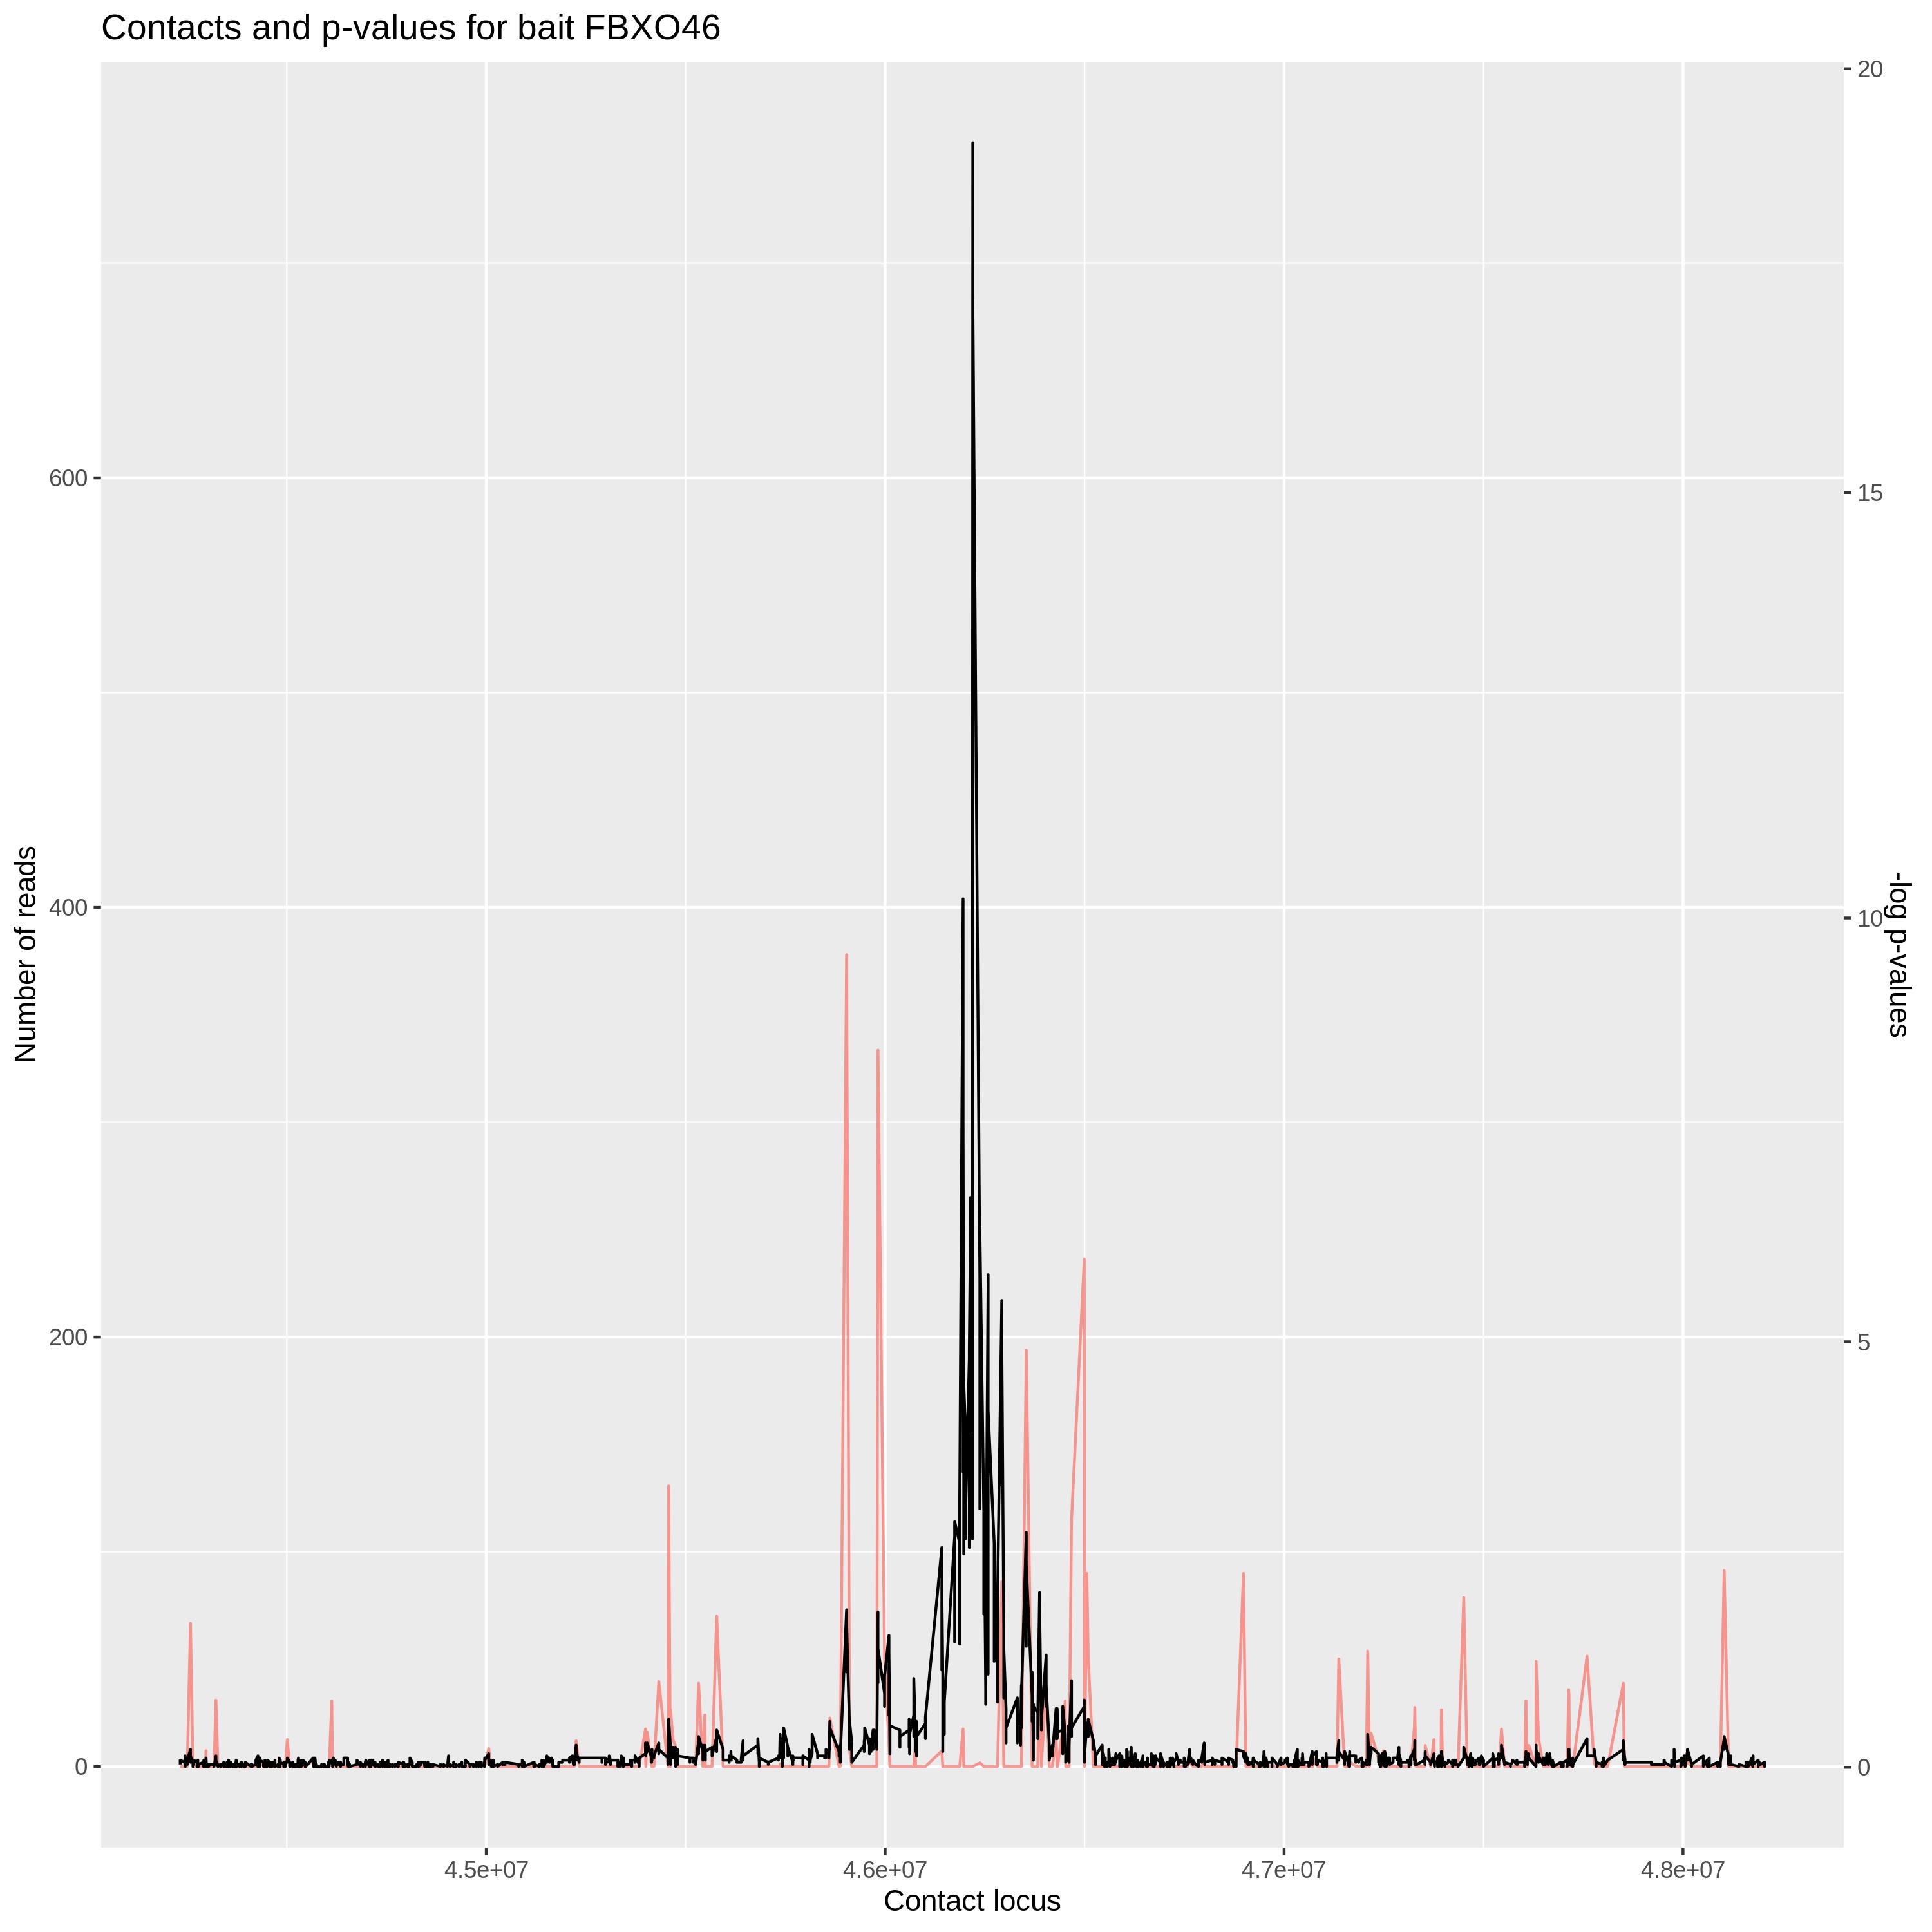 Contacts and p-values for bait FBXO46
Number of reads
600
400
200
0
20
15
10
5
0
-log p-values
4.5e+07
4.6e+07
4.7e+07
4.8e+07
Contact locus